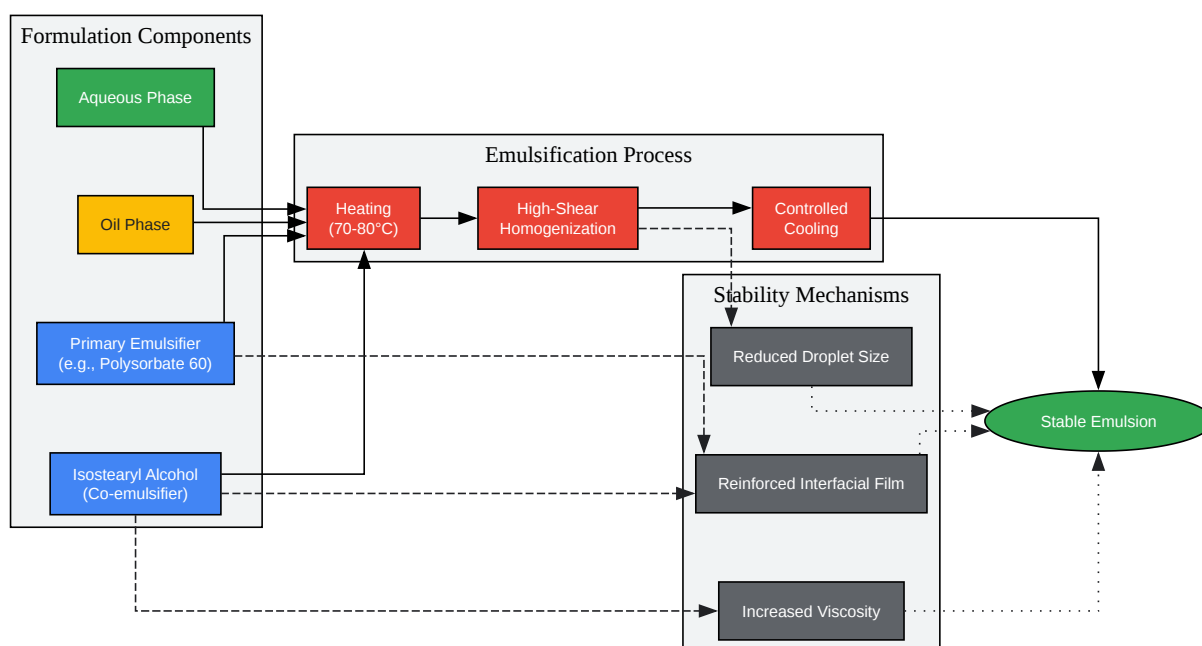 Formulation Components
Aqueous Phase
Oil Phase
Primary Emulsifier
(e.g., Polysorbate 60)
Isostearyl Alcohol
(Co-emulsifier)
Emulsification Process
Heating
(70-80°C)
High-Shear
Homogenization
Controlled
Cooling
Stability Mechanisms
Reduced Droplet Size
Reinforced Interfacial Film
Increased Viscosity
Stable Emulsion